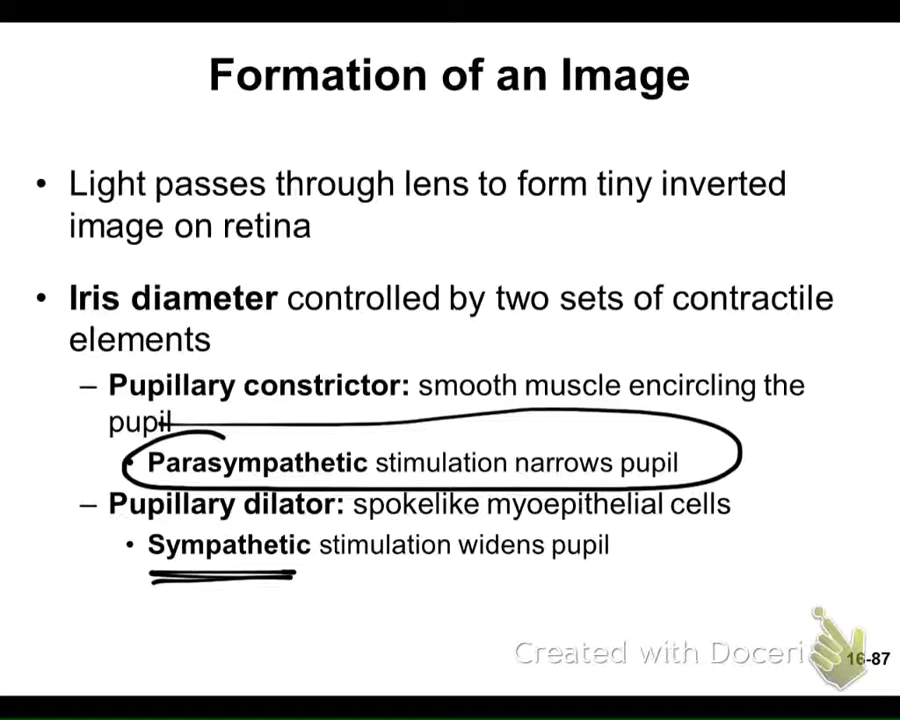 Formation of an Image
• Light passes through lens to form tiny inverted
image on retina
• Iris diameter controlled by two sets of contractile
elements
– Pupillary constrictor: smooth muscle encircling the
pupil
• Parasympathetic stimulation narrows pupil
– Pupillary dilator: spokelike myoepithelial cells
• Sympathetic stimulation widens pupil
Created with Doceri
16-87